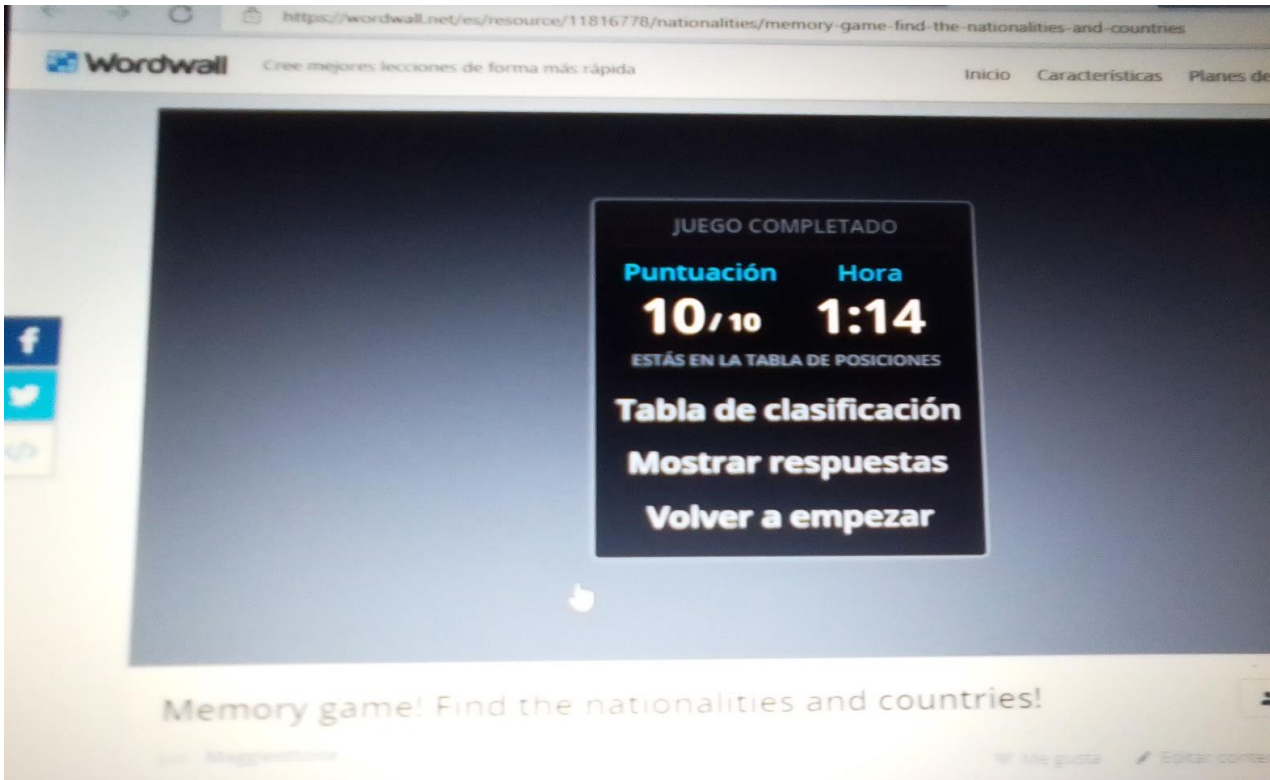 https://wordwall.net/es/resource/11816778/nationalities/memory-game-find-the-nationalities-and-countries
Wordwall Cree mejores lecciones de forma más rápida Inicio Características Planes de
JUEGO COMPLETADO
Puntuación Hora
10/10 1:14
ESTÁS EN LA TABLA DE POSICIONES
Tabla de clasificación
Mostrar respuestas
Volver a empezar
Memory game! Find the nationalities and countries!
Me gusta Editar